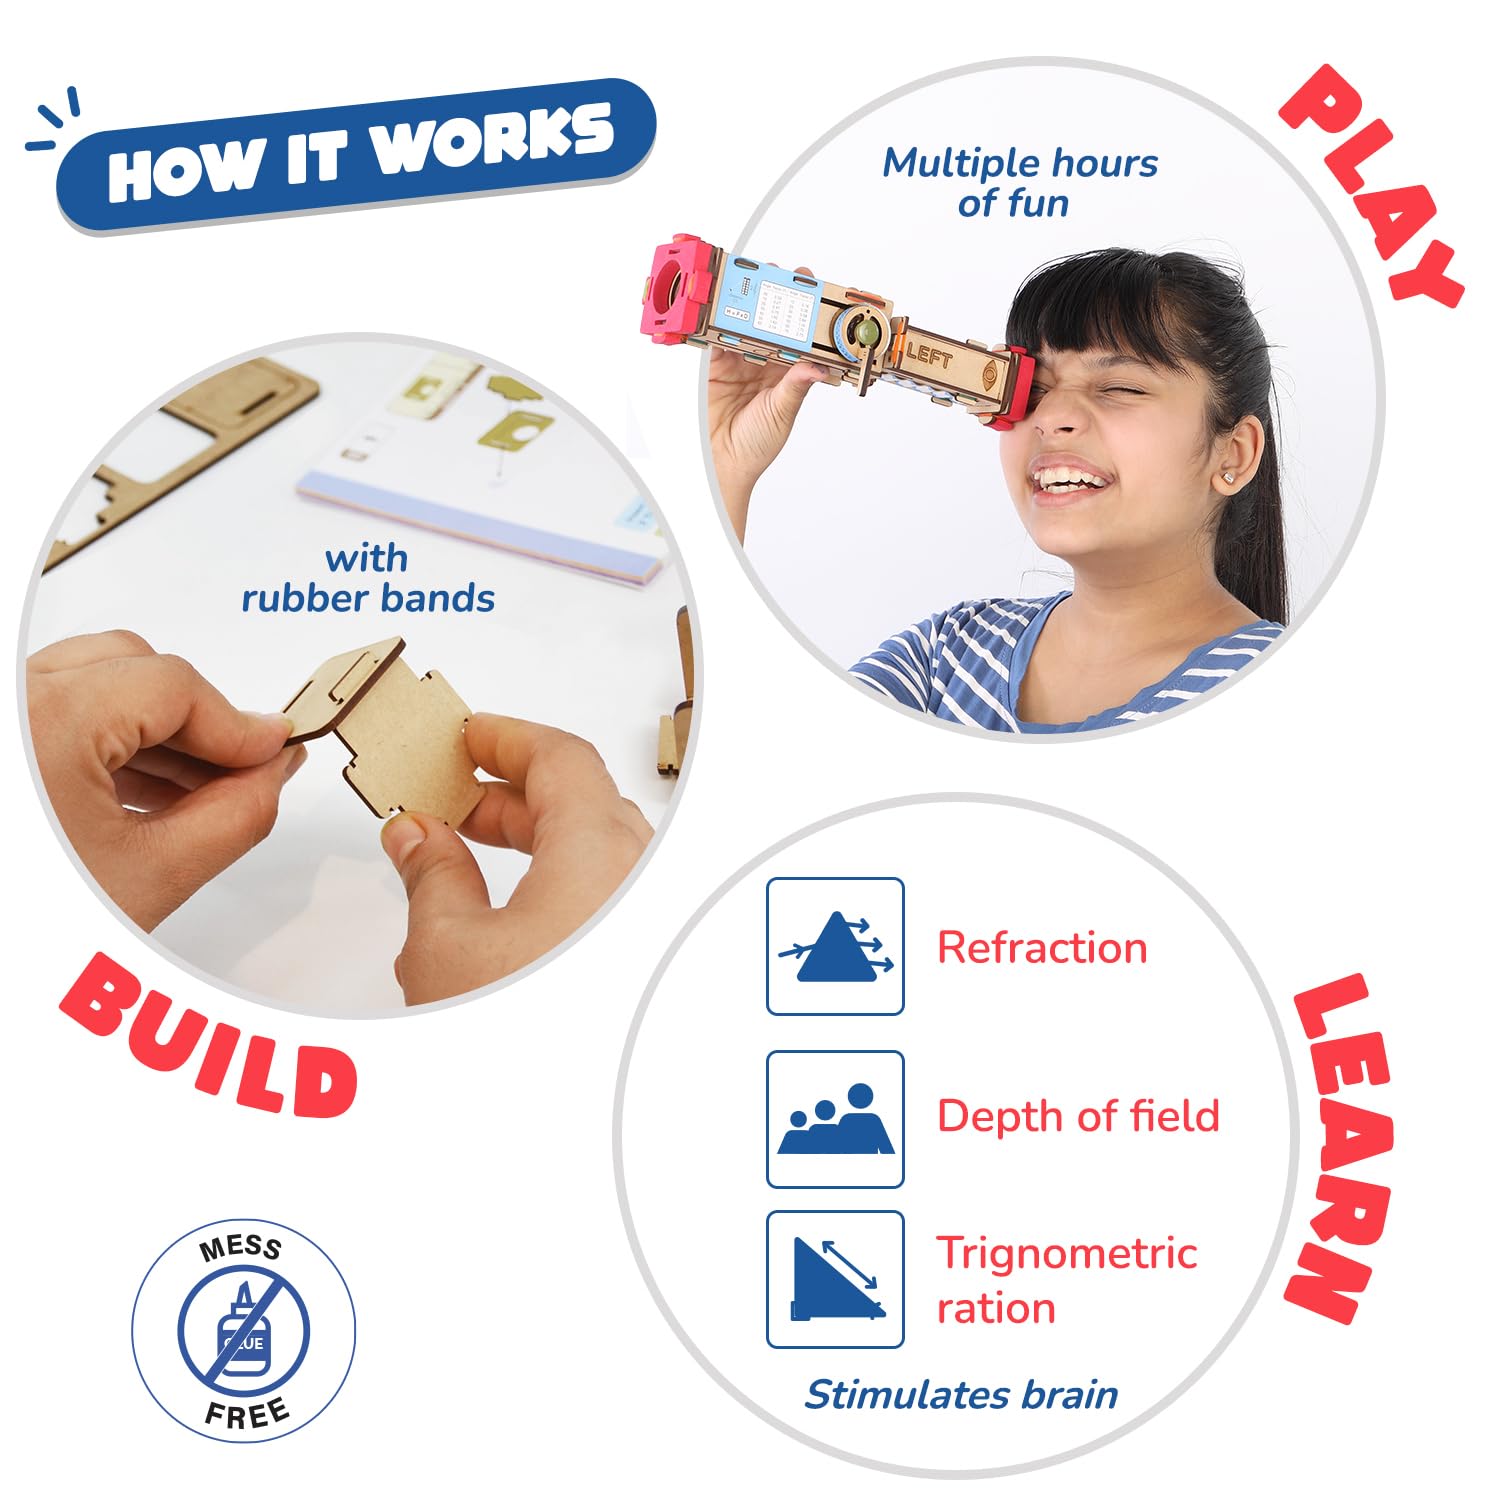 HOW IT WORKS
PLAY
Multiple hours
of fun
LEFT
with
rubber bands
BUILD
Refraction
Depth of field
Trignometric
ration
Stimulates brain
LEARN
MESS
GLUE
FREE